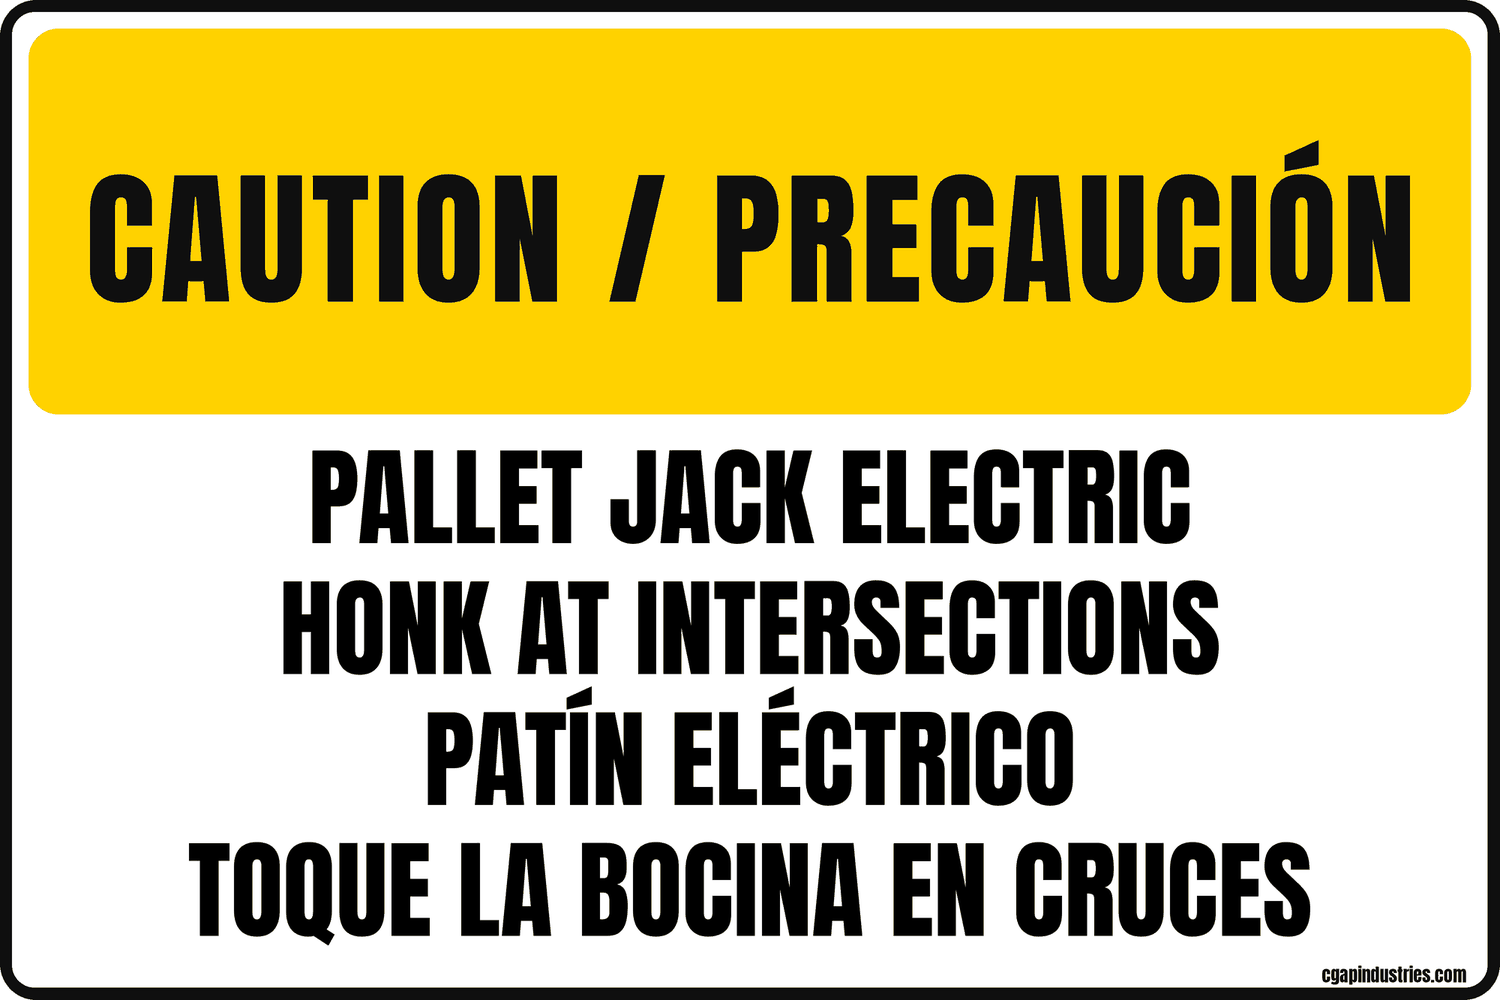 CAUTION / PRECAUCIÓN
PALLET JACK ELECTRIC
HONK AT INTERSECTIONS
PATÍN ELÉCTRICO
TOQUE LA BOCINA EN CRUCES
cgapindustries.com